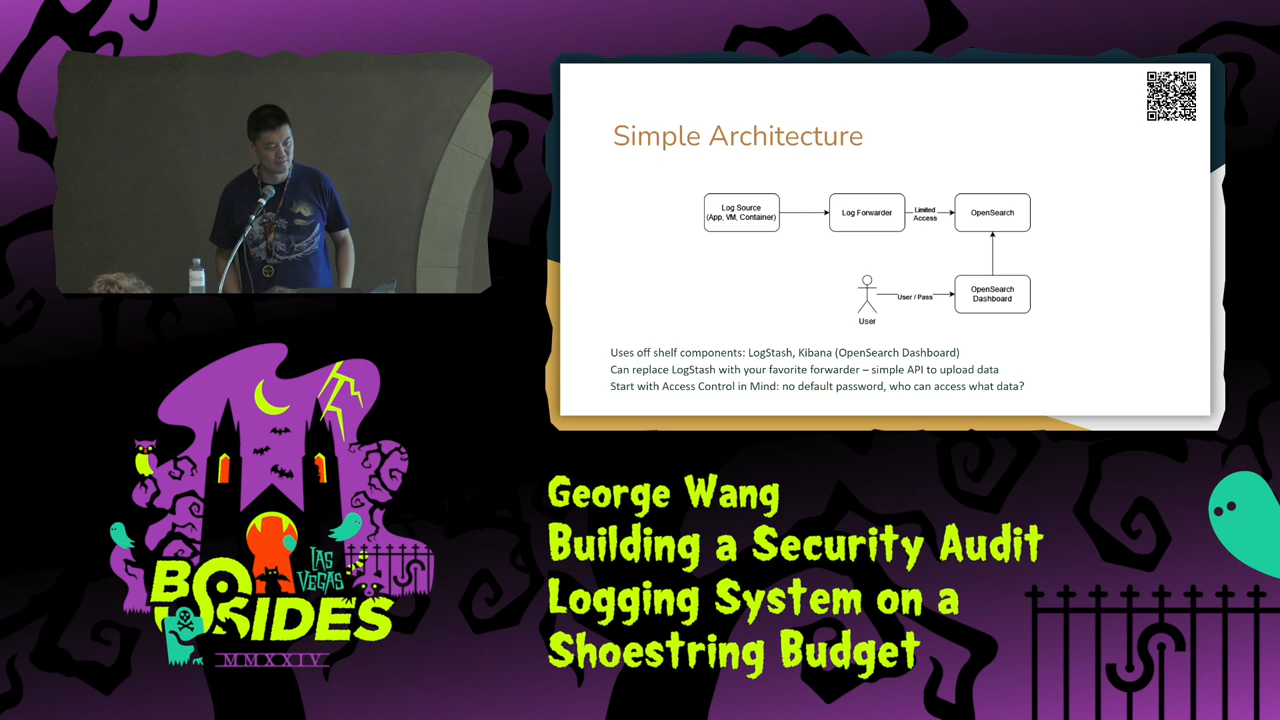 Simple Architecture
Log Source
(App, VM, Container)
Log Forwarder
Limited
Access
OpenSearch
User / Pass
OpenSearch
Dashboard
User
Uses off shelf components: LogStash, Kibana (OpenSearch Dashboard)
Can replace LogStash with your favorite forwarder – simple API to upload data
Start with Access Control in Mind: no default password, who can access what data?
LAS
VEGAS
BSIDES
MMXXIV
George Wang
Building a Security Audit
Logging System on a
Shoestring Budget